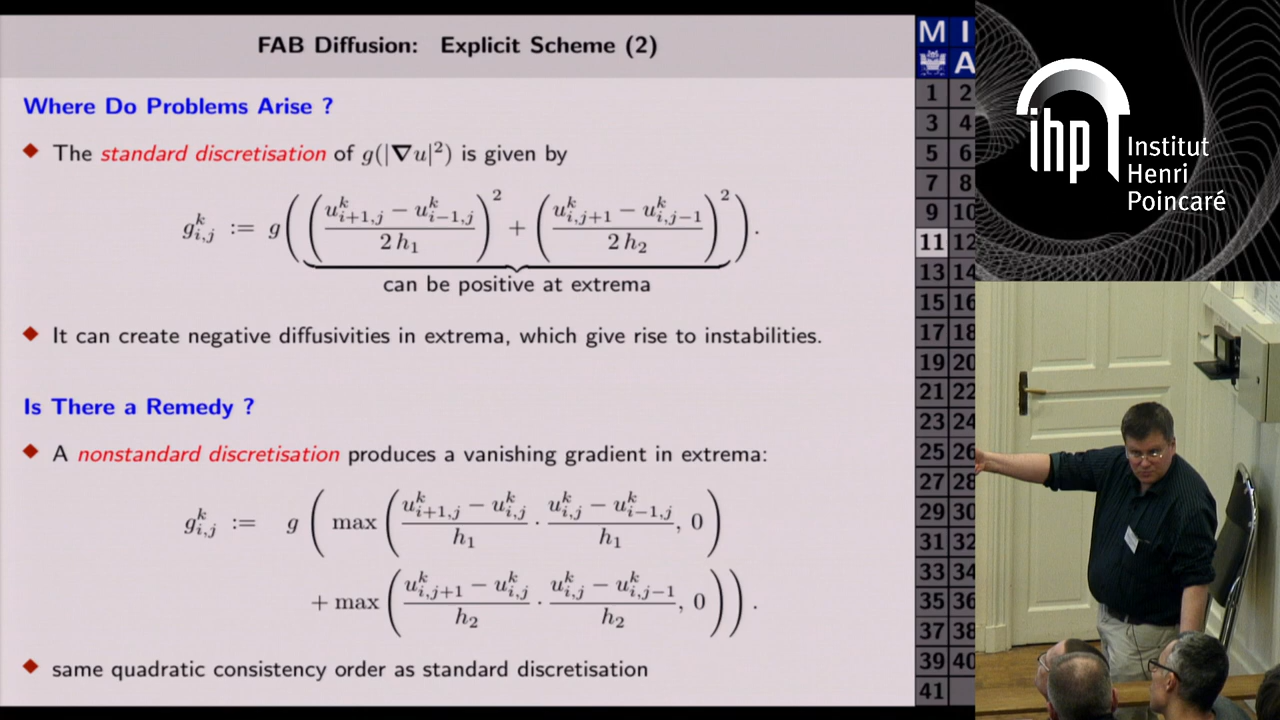 FAB Diffusion: Explicit Scheme (2)
Where Do Problems Arise ?
◆ The standard discretisation of g(|∇u|²) is given by
g^k_{i,j} := g( ( (u^k_{i+1,j} − u^k_{i−1,j}) / (2 h_1) )² + ( (u^k_{i,j+1} − u^k_{i,j−1}) / (2 h_2) )² ).
can be positive at extrema
◆ It can create negative diffusivities in extrema, which give rise to instabilities.
Is There a Remedy ?
◆ A nonstandard discretisation produces a vanishing gradient in extrema:
g^k_{i,j} := g ( max ( (u^k_{i+1,j} − u^k_{i,j}) / h_1 · (u^k_{i,j} − u^k_{i−1,j}) / h_1, 0 )
+ max ( (u^k_{i,j+1} − u^k_{i,j}) / h_2 · (u^k_{i,j} − u^k_{i,j−1}) / h_2, 0 ) ).
◆ same quadratic consistency order as standard discretisation
M I
A
1 2
3 4
5 6
7 8
9 10
11 12
13 14
15 16
17 18
19 20
21 22
23 24
25 26
27 28
29 30
31 32
33 34
35 36
37 38
39 40
41
ihp
Institut
Henri
Poincaré